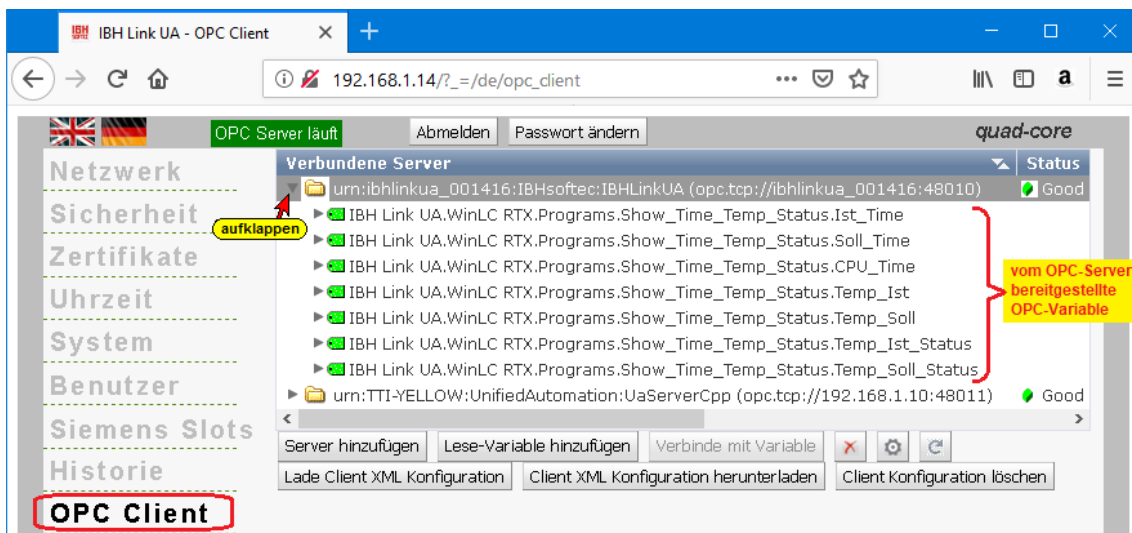 IBH Link UA - OPC Client
192.168.1.14/?_=/de/opc_client
OPC Server läuft Abmelden Passwort ändern quad-core
Netzwerk
Sicherheit
Zertifikate
Uhrzeit
System
Benutzer
Siemens Slots
Historie
OPC Client
Verbundene Server Status
urn:ibhlinkua_001416:IBHsoftec:IBHLinkUA (opc.tcp://ibhlinkua_001416:48010) Good
aufklappen
IBH Link UA.WinLC RTX.Programs.Show_Time_Temp_Status.Ist_Time
IBH Link UA.WinLC RTX.Programs.Show_Time_Temp_Status.Soll_Time
IBH Link UA.WinLC RTX.Programs.Show_Time_Temp_Status.CPU_Time
IBH Link UA.WinLC RTX.Programs.Show_Time_Temp_Status.Temp_Ist
IBH Link UA.WinLC RTX.Programs.Show_Time_Temp_Status.Temp_Soll
IBH Link UA.WinLC RTX.Programs.Show_Time_Temp_Status.Temp_Ist_Status
IBH Link UA.WinLC RTX.Programs.Show_Time_Temp_Status.Temp_Soll_Status
vom OPC-Server
bereitgestellte
OPC-Variable
urn:TTI-YELLOW:UnifiedAutomation:UaServerCpp (opc.tcp://192.168.1.10:48011) Good
Server hinzufügen Lese-Variable hinzufügen Verbinde mit Variable
Lade Client XML Konfiguration Client XML Konfiguration herunterladen Client Konfiguration löschen